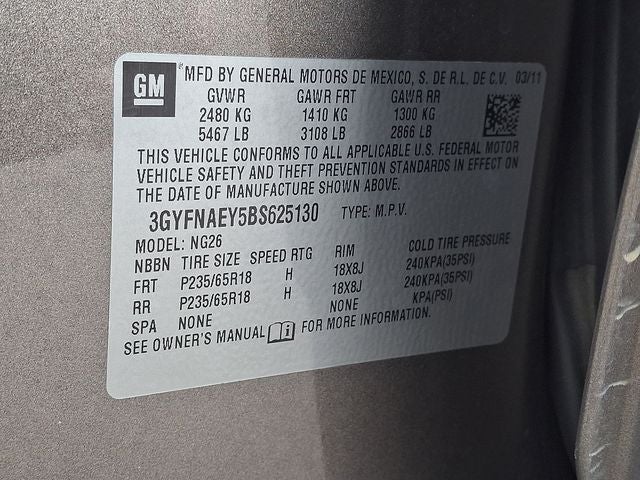 GM ® MFD BY GENERAL MOTORS DE MEXICO, S. DE R.L. DE C.V. 03/11
GVWR GAWR FRT GAWR RR
2480 KG 1410 KG 1300 KG
5467 LB 3108 LB 2866 LB
THIS VEHICLE CONFORMS TO ALL APPLICABLE U.S. FEDERAL MOTOR
VEHICLE SAFETY AND THEFT PREVENTION STANDARDS IN EFFECT ON
THE DATE OF MANUFACTURE SHOWN ABOVE.
3GYFNAEY5BS625130 TYPE: M.P.V.
MODEL: NG26
NBBN TIRE SIZE SPEED RTG RIM COLD TIRE PRESSURE
FRT P235/65R18 H 18X8J 240KPA(35PSI)
RR P235/65R18 H 18X8J 240KPA(35PSI)
SPA NONE NONE KPA(PSI)
SEE OWNER'S MANUAL i FOR MORE INFORMATION.